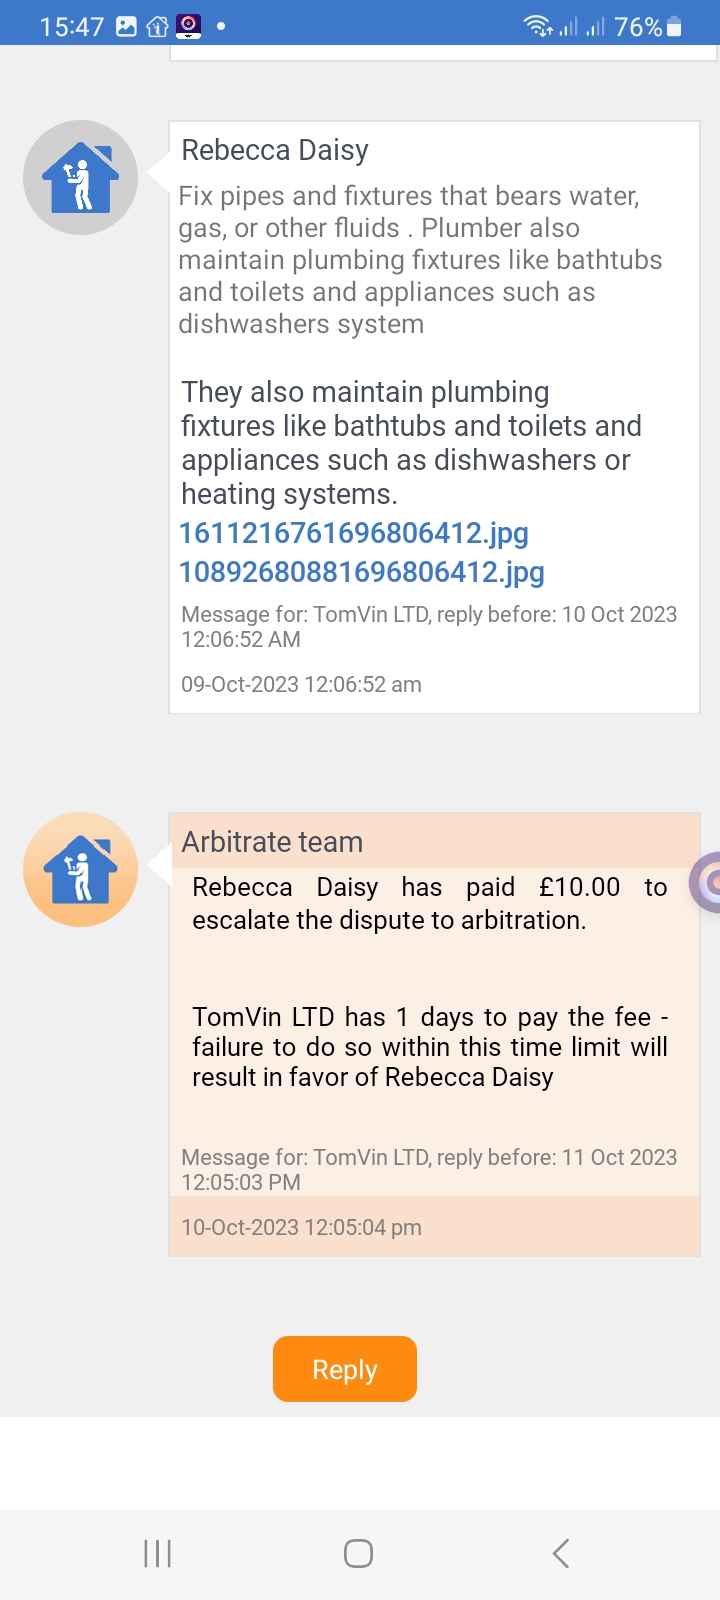 15:47
76%
Rebecca Daisy
Fix pipes and fixtures that bears water,
gas, or other fluids . Plumber also
maintain plumbing fixtures like bathtubs
and toilets and appliances such as
dishwashers system
They also maintain plumbing
fixtures like bathtubs and toilets and
appliances such as dishwashers or
heating systems.
1611216761696806412.jpg
10892680881696806412.jpg
Message for: TomVin LTD, reply before: 10 Oct 2023
12:06:52 AM
09-Oct-2023 12:06:52 am
Arbitrate team
Rebecca Daisy has paid £10.00 to
escalate the dispute to arbitration.
TomVin LTD has 1 days to pay the fee -
failure to do so within this time limit will
result in favor of Rebecca Daisy
Message for: TomVin LTD, reply before: 11 Oct 2023
12:05:03 PM
10-Oct-2023 12:05:04 pm
Reply